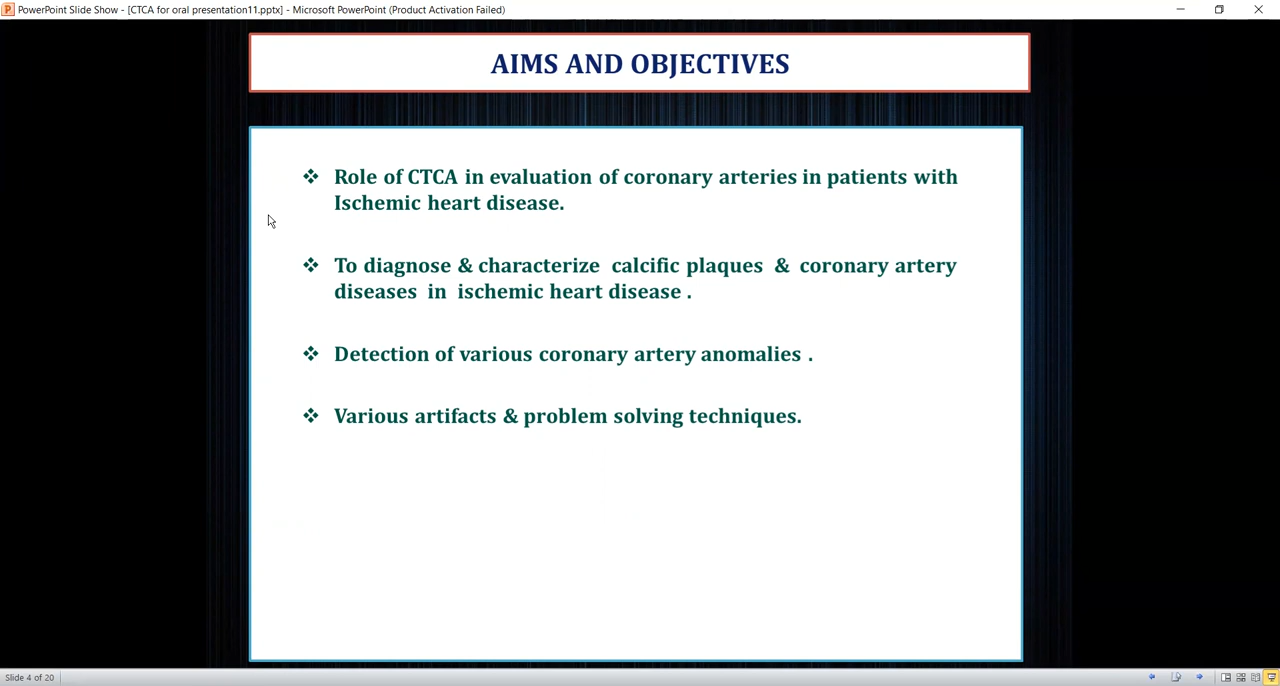 PowerPoint Slide Show - [CTCA for oral presentation11.pptx] - Microsoft PowerPoint (Product Activation Failed)
AIMS AND OBJECTIVES
❖ Role of CTCA in evaluation of coronary arteries in patients with
Ischemic heart disease.
❖ To diagnose & characterize calcific plaques & coronary artery
diseases in ischemic heart disease .
❖ Detection of various coronary artery anomalies .
❖ Various artifacts & problem solving techniques.
Slide 4 of 20